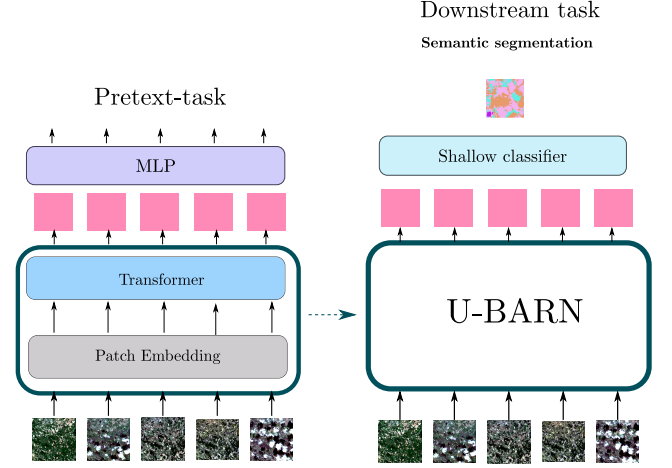 Downstream task
Semantic segmentation
Pretext-task
MLP
Shallow classifier
Transformer
Patch Embedding
U-BARN